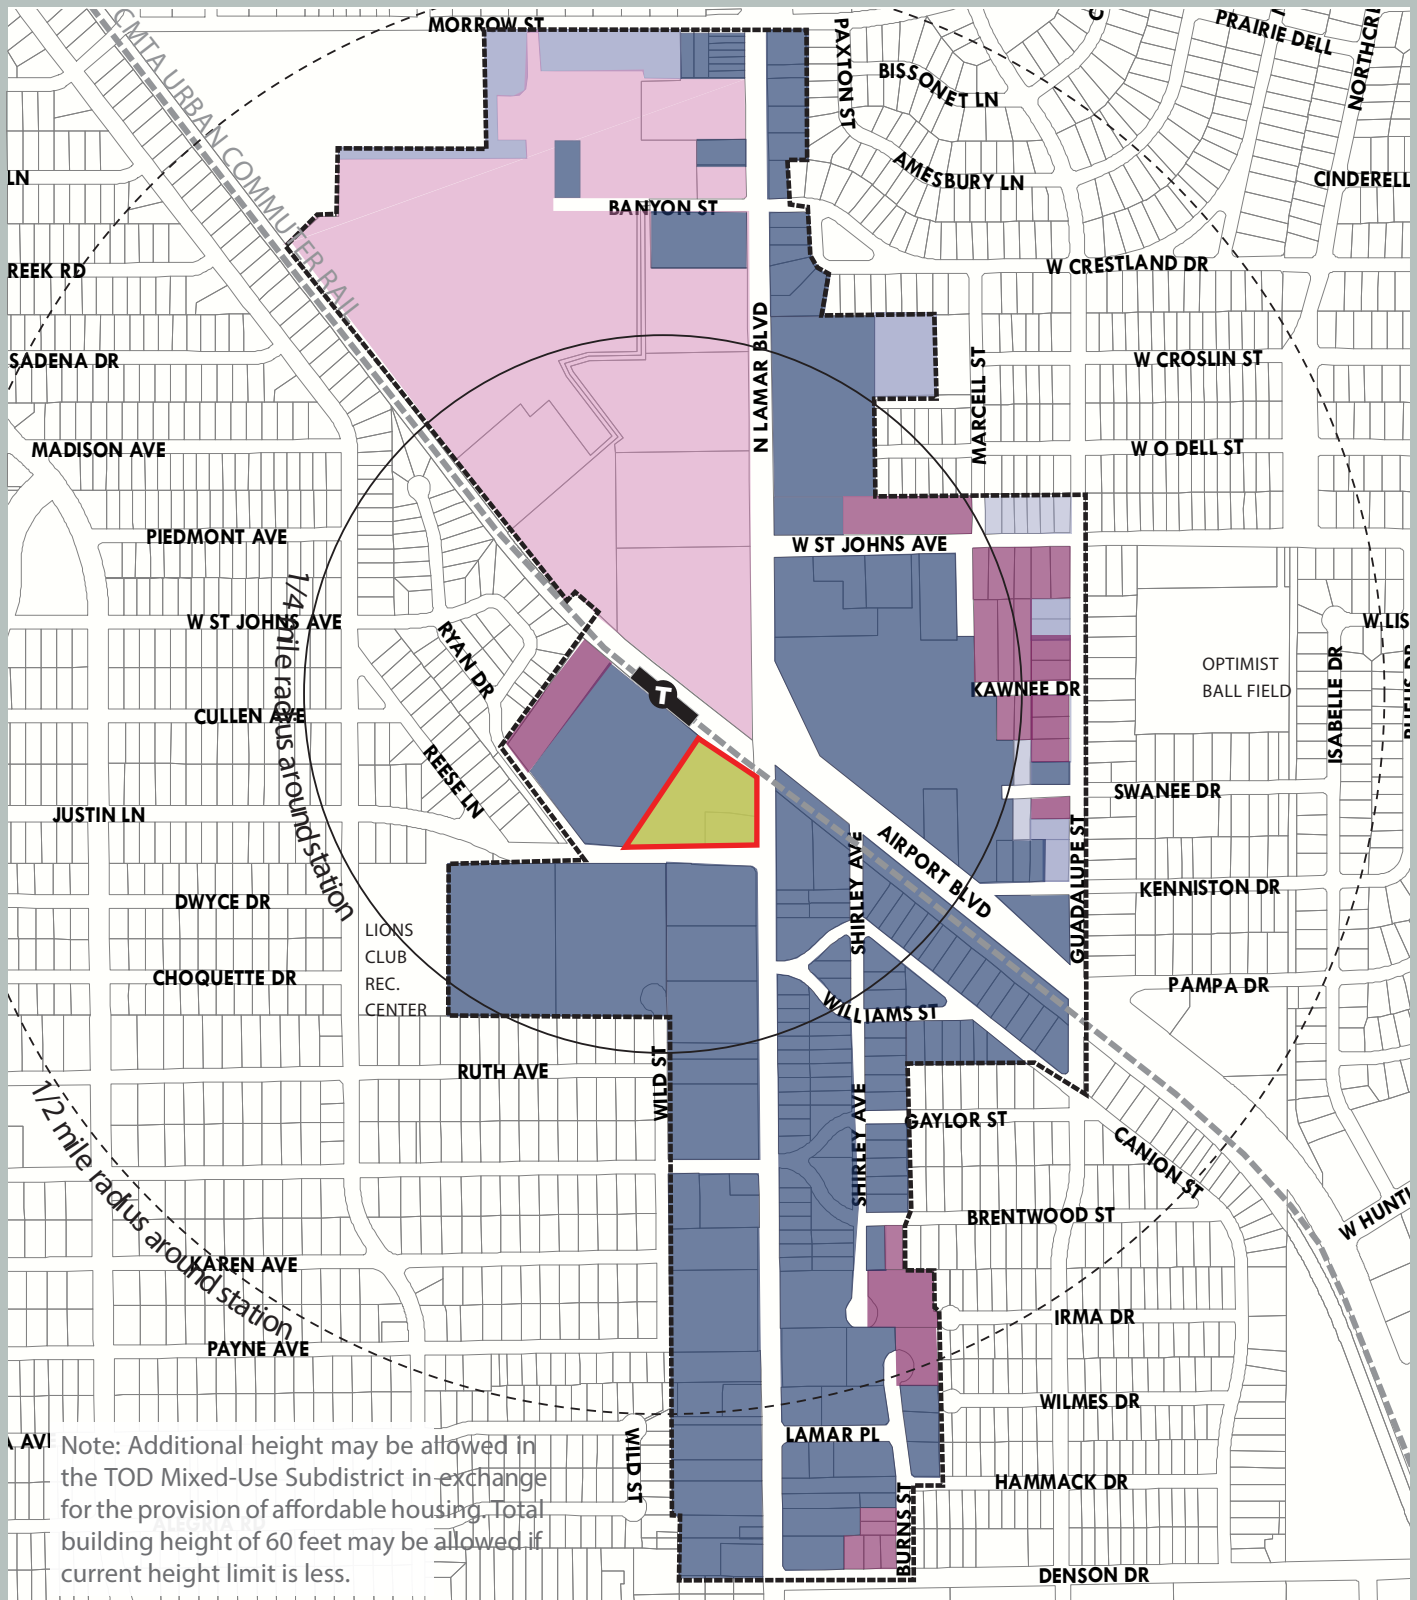 MORROW ST
PAXTON ST
PRAIRIE DELL
CMTA URBAN COMMUTER RAIL
BISSONET LN
AMESBURY LN
LN
CINDERELL
BANYON ST
REEK RD
W CRESTLAND DR
SADENA DR
N LAMAR BLVD
MARCELL ST
W CROSLIN ST
MADISON AVE
W O DELL ST
PIEDMONT AVE
W ST JOHNS AVE
1/4 mile radius around station
W ST JOHNS AVE
W LIS
RYAN DR
OPTIMIST
BALL FIELD
ISABELLE DR
T
KAWNEE DR
CULLEN AVE
REESE LN
JUSTIN LN
SWANEE DR
SHIRLEY AVE
AIRPORT BLVD
GUADALUPE ST
KENNISTON DR
DWYCE DR
LIONS
CLUB
REC.
CENTER
CHOQUETTE DR
PAMPA DR
WILLIAMS ST
RUTH AVE
WILD ST
1/2 mile radius around station
SHIRLEY AVE
GAYLOR ST
CANION ST
BRENTWOOD ST
W HUNTL
KAREN AVE
IRMA DR
PAYNE AVE
WILMES DR
LAMAR PL
WILD ST
HAMMACK DR
BURNS ST
DENSON DR
ALEGRIA RD
Note: Additional height may be allowed in
the TOD Mixed-Use Subdistrict in exchange
for the provision of affordable housing. Total
building height of 60 feet may be allowed if
current height limit is less.